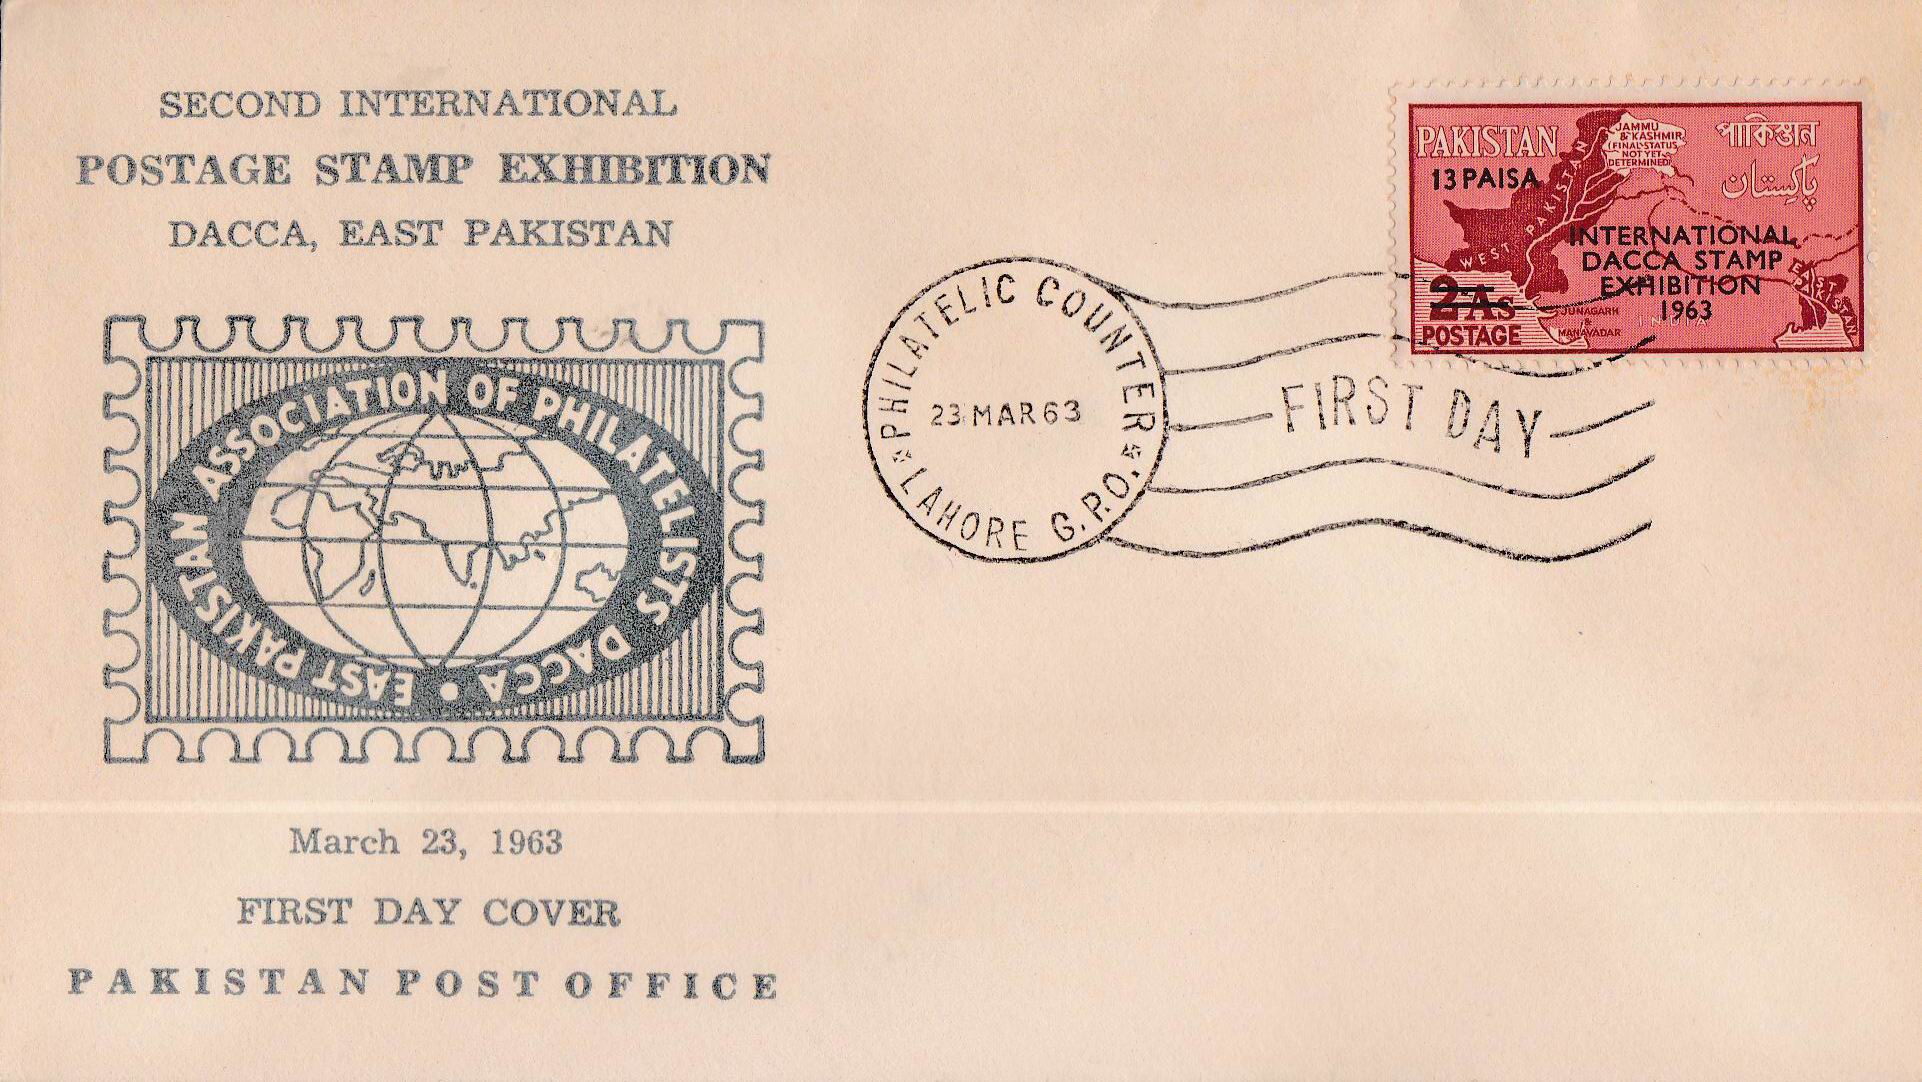 SECOND INTERNATIONAL
POSTAGE STAMP EXHIBITION
DACCA, EAST PAKISTAN
EAST PAKISTAN ASSOCIATION OF PHILATELISTS DACCA •
March 23, 1963
FIRST DAY COVER
PAKISTAN POST OFFICE
PHILATELIC COUNTER
23 MAR 63
LAHORE G.P.O.
FIRST DAY
PAKISTAN
13 PAISA
JAMMU
& KASHMIR
(FINAL STATUS
NOT YET
DETERMINED)
পাকিস্তান
پاکستان
WEST PAKISTAN
INTERNATIONAL
DACCA STAMP
EXHIBITION
1963
EAST PAKISTAN
2 As
POSTAGE
JUNAGARH
&
MANAVADAR
INDIA